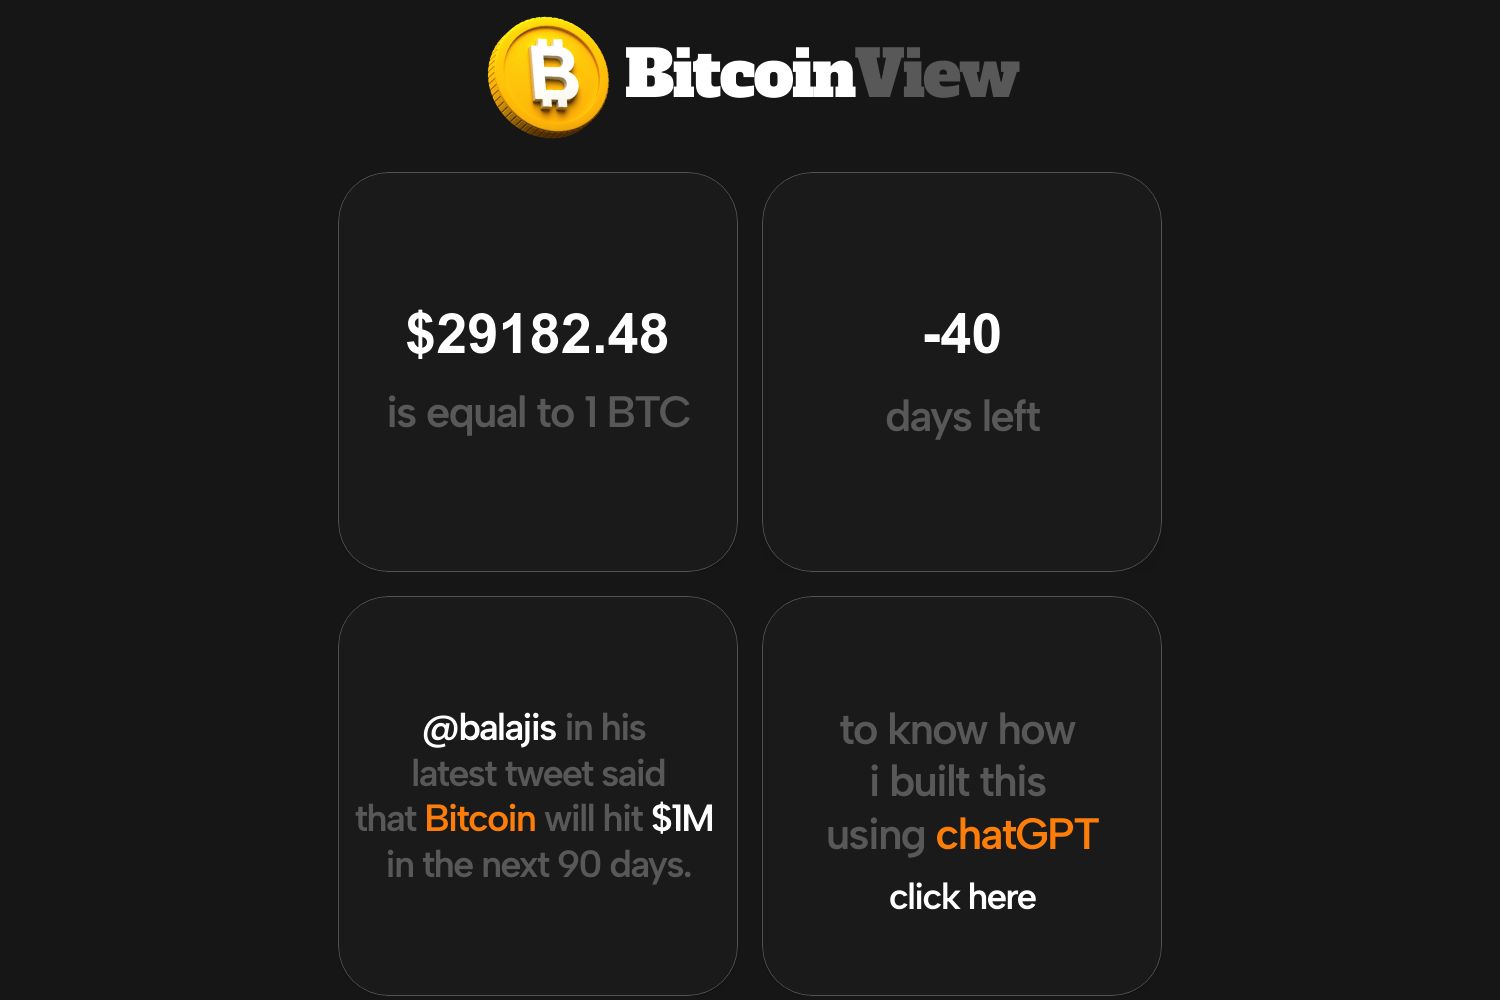 BitcoinView
$29182.48
is equal to 1 BTC
-40
days left
@balajis in his
latest tweet said
that Bitcoin will hit $1M
in the next 90 days.
to know how
i built this
using chatGPT
click here